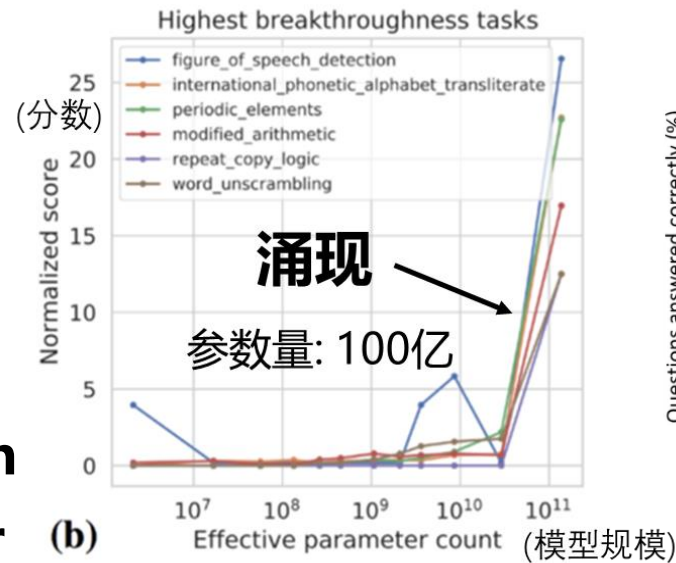 Highest breakthroughness tasks
figure_of_speech_detection
international_phonetic_alphabet_transliterate
periodic_elements
modified_arithmetic
repeat_copy_logic
word_unscrambling
25
20
15
10
5
0
(分数)
Normalized score
涌现
参数量: 100亿
10⁷ 10⁸ 10⁹ 10¹⁰ 10¹¹
Effective parameter count
(模型规模)
(b)
Questions answered correctly (%)